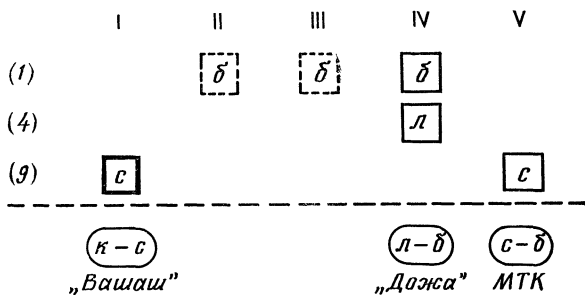 I II III IV V
(1) б б б
(4) л
(9) с с
к – с л – б с – б
„Вашаш" „Дожа" МТК